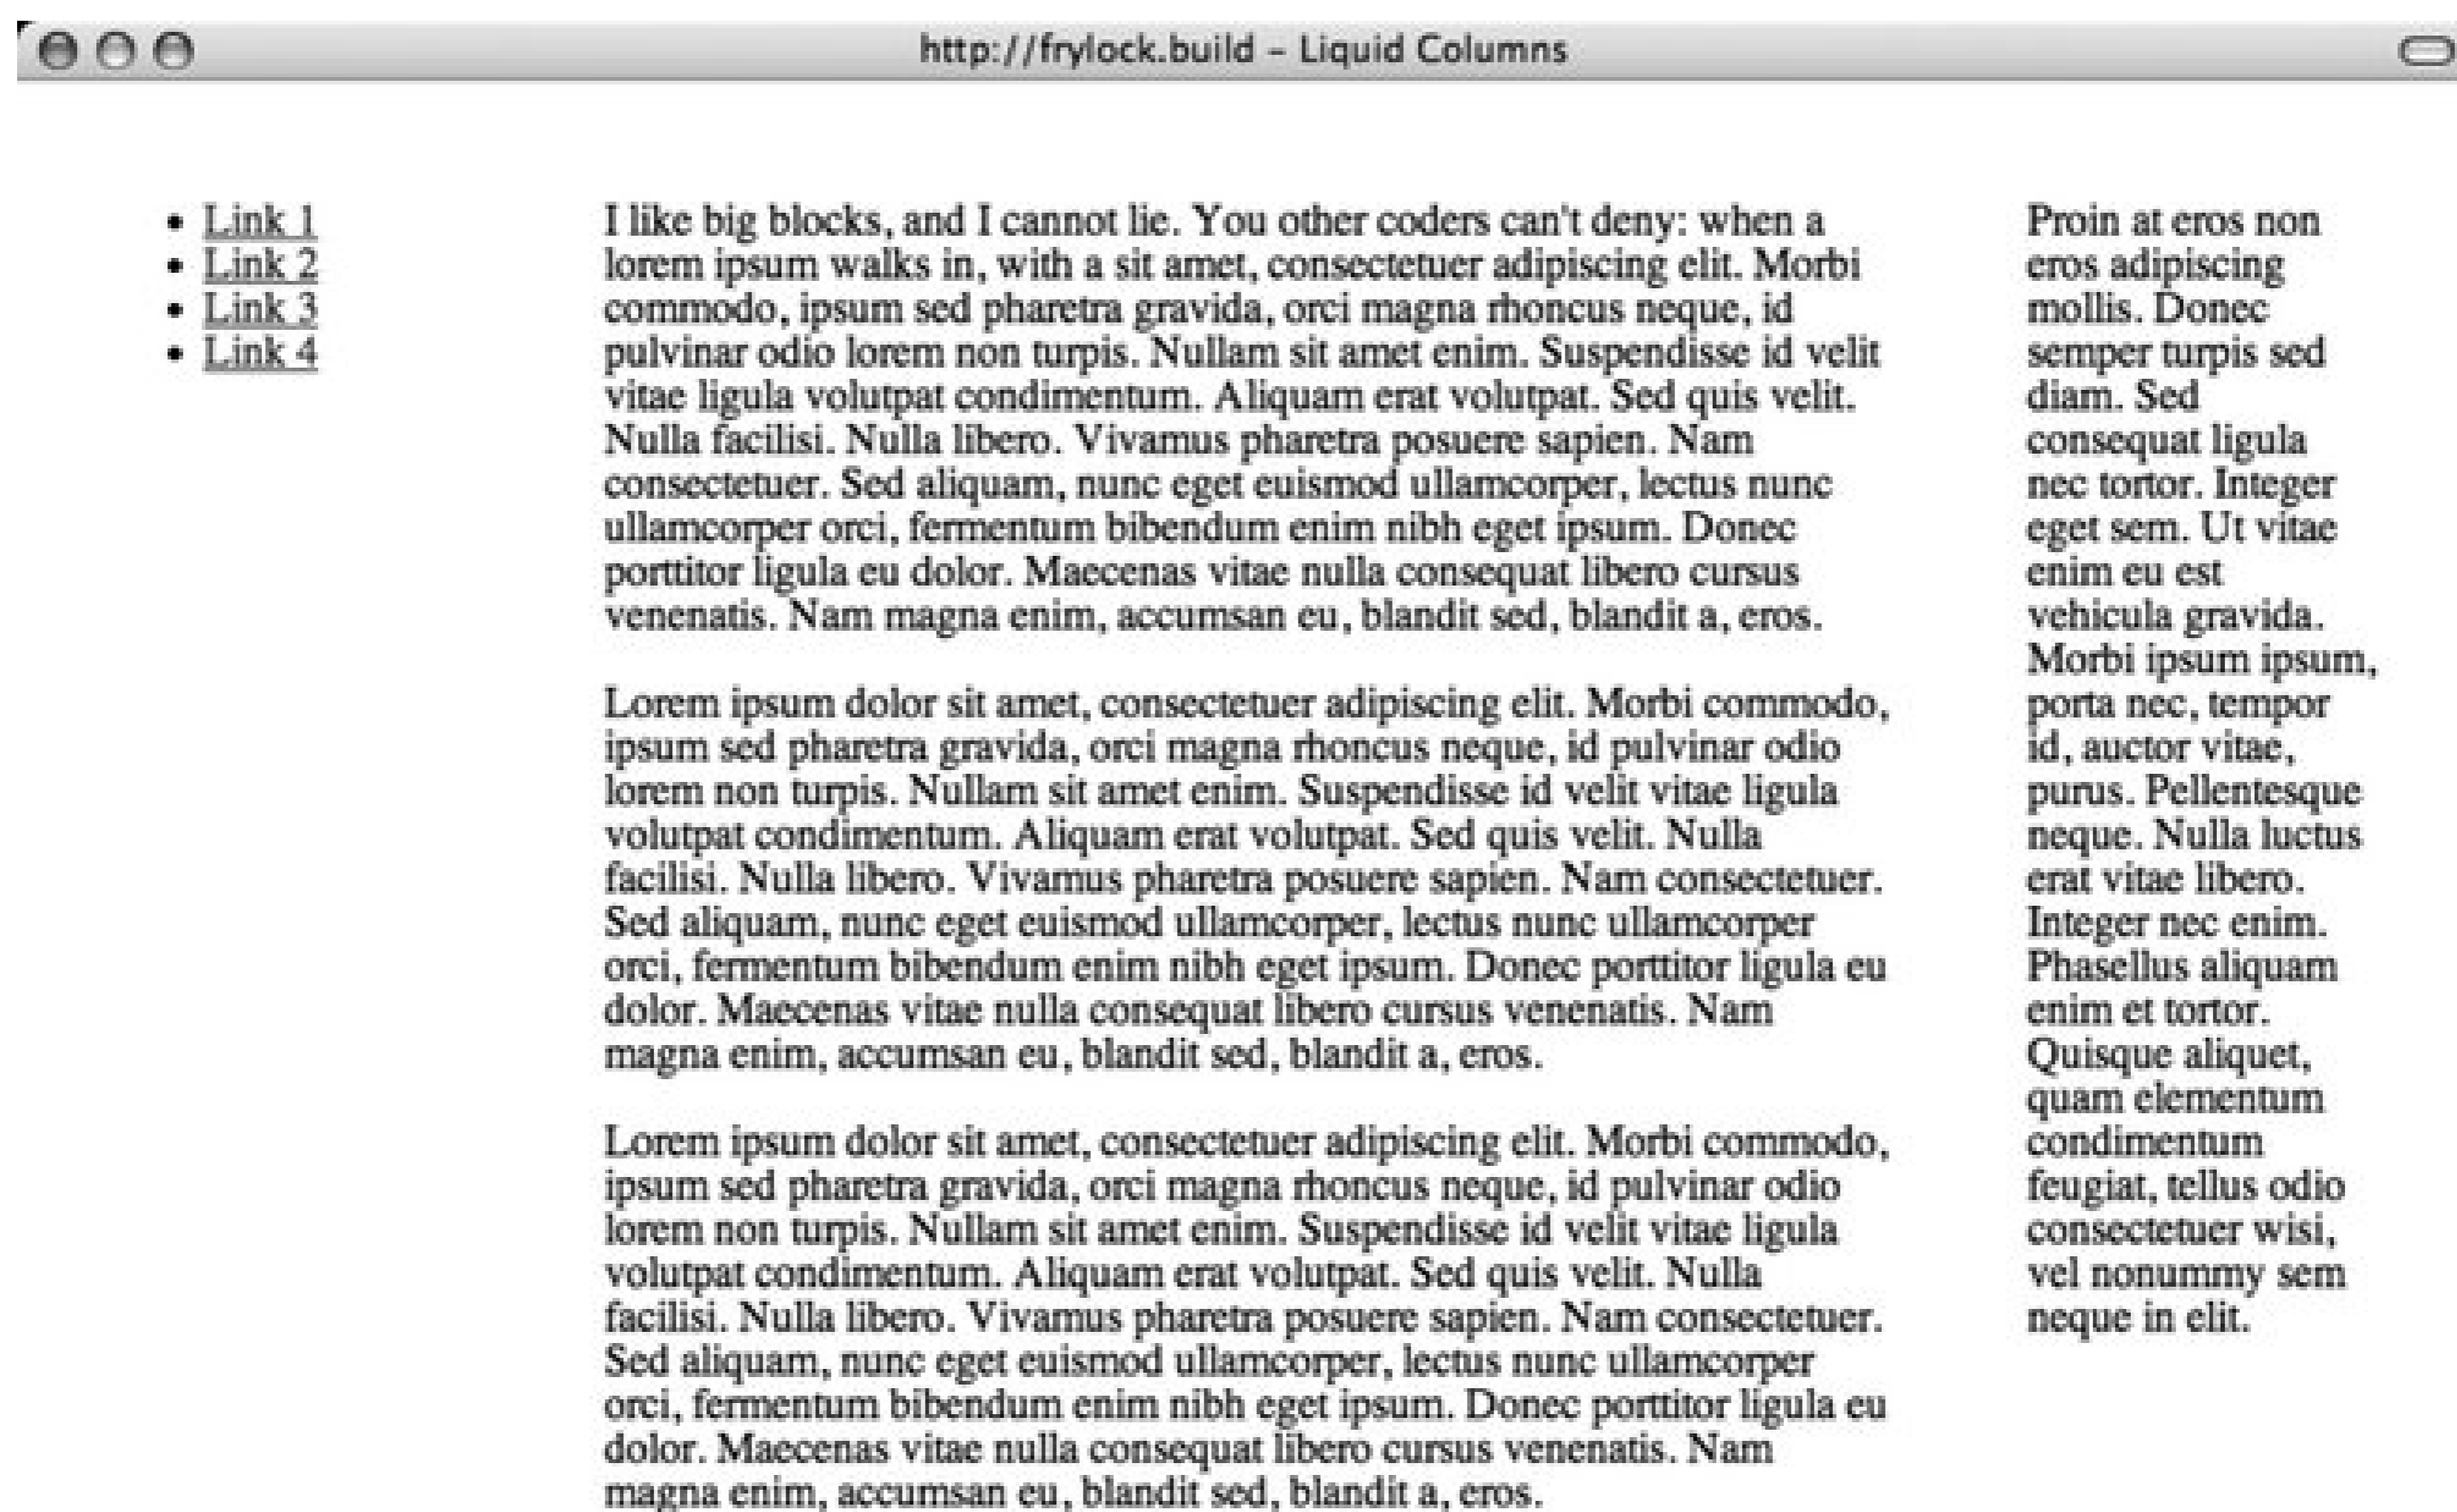 http://frylock.build – Liquid Columns
• Link 1
• Link 2
• Link 3
• Link 4
I like big blocks, and I cannot lie. You other coders can't deny: when a
lorem ipsum walks in, with a sit amet, consectetuer adipiscing elit. Morbi
commodo, ipsum sed pharetra gravida, orci magna rhoncus neque, id
pulvinar odio lorem non turpis. Nullam sit amet enim. Suspendisse id velit
vitae ligula volutpat condimentum. Aliquam erat volutpat. Sed quis velit.
Nulla facilisi. Nulla libero. Vivamus pharetra posuere sapien. Nam
consectetuer. Sed aliquam, nunc eget euismod ullamcorper, lectus nunc
ullamcorper orci, fermentum bibendum enim nibh eget ipsum. Donec
porttitor ligula eu dolor. Maecenas vitae nulla consequat libero cursus
venenatis. Nam magna enim, accumsan eu, blandit sed, blandit a, eros.
Lorem ipsum dolor sit amet, consectetuer adipiscing elit. Morbi commodo,
ipsum sed pharetra gravida, orci magna rhoncus neque, id pulvinar odio
lorem non turpis. Nullam sit amet enim. Suspendisse id velit vitae ligula
volutpat condimentum. Aliquam erat volutpat. Sed quis velit. Nulla
facilisi. Nulla libero. Vivamus pharetra posuere sapien. Nam consectetuer.
Sed aliquam, nunc eget euismod ullamcorper, lectus nunc ullamcorper
orci, fermentum bibendum enim nibh eget ipsum. Donec porttitor ligula eu
dolor. Maecenas vitae nulla consequat libero cursus venenatis. Nam
magna enim, accumsan eu, blandit sed, blandit a, eros.
Lorem ipsum dolor sit amet, consectetuer adipiscing elit. Morbi commodo,
ipsum sed pharetra gravida, orci magna rhoncus neque, id pulvinar odio
lorem non turpis. Nullam sit amet enim. Suspendisse id velit vitae ligula
volutpat condimentum. Aliquam erat volutpat. Sed quis velit. Nulla
facilisi. Nulla libero. Vivamus pharetra posuere sapien. Nam consectetuer.
Sed aliquam, nunc eget euismod ullamcorper, lectus nunc ullamcorper
orci, fermentum bibendum enim nibh eget ipsum. Donec porttitor ligula eu
dolor. Maecenas vitae nulla consequat libero cursus venenatis. Nam
magna enim, accumsan eu, blandit sed, blandit a, eros.
Proin at eros non
eros adipiscing
mollis. Donec
semper turpis sed
diam. Sed
consequat ligula
nec tortor. Integer
eget sem. Ut vitae
enim eu est
vehicula gravida.
Morbi ipsum ipsum,
porta nec, tempor
id, auctor vitae,
purus. Pellentesque
neque. Nulla luctus
erat vitae libero.
Integer nec enim.
Phasellus aliquam
enim et tortor.
Quisque aliquet,
quam elementum
condimentum
feugiat, tellus odio
consectetuer wisi,
vel nonummy sem
neque in elit.